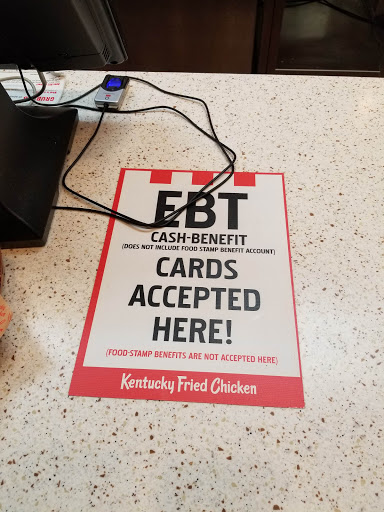 EBT
CASH-BENEFIT
(DOES NOT INCLUDE FOOD STAMP BENEFIT ACCOUNT)
CARDS
ACCEPTED
HERE!
(FOOD-STAMP BENEFITS ARE NOT ACCEPTED HERE)
Kentucky Fried Chicken